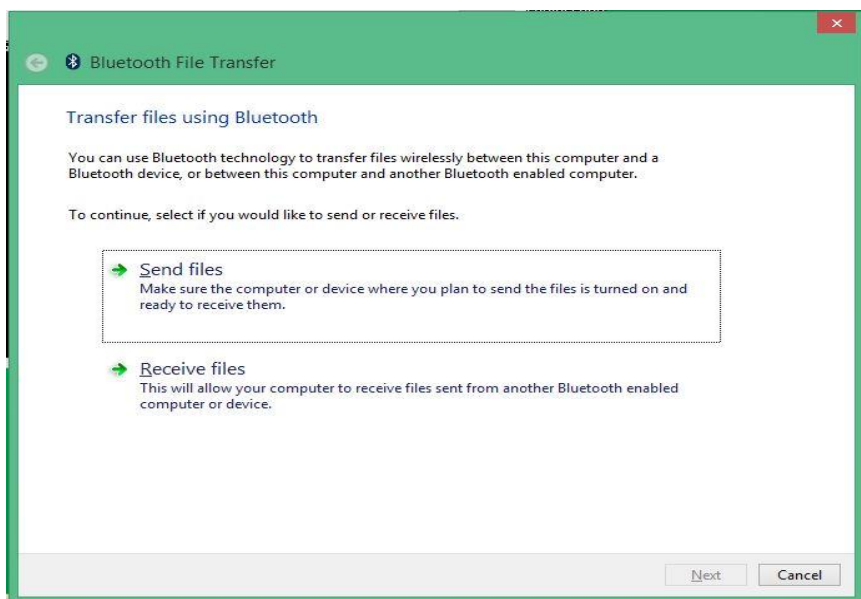 Bluetooth File Transfer
Transfer files using Bluetooth
You can use Bluetooth technology to transfer files wirelessly between this computer and a
Bluetooth device, or between this computer and another Bluetooth enabled computer.
To continue, select if you would like to send or receive files.
Send files
Make sure the computer or device where you plan to send the files is turned on and
ready to receive them.
Receive files
This will allow your computer to receive files sent from another Bluetooth enabled
computer or device.
Next Cancel